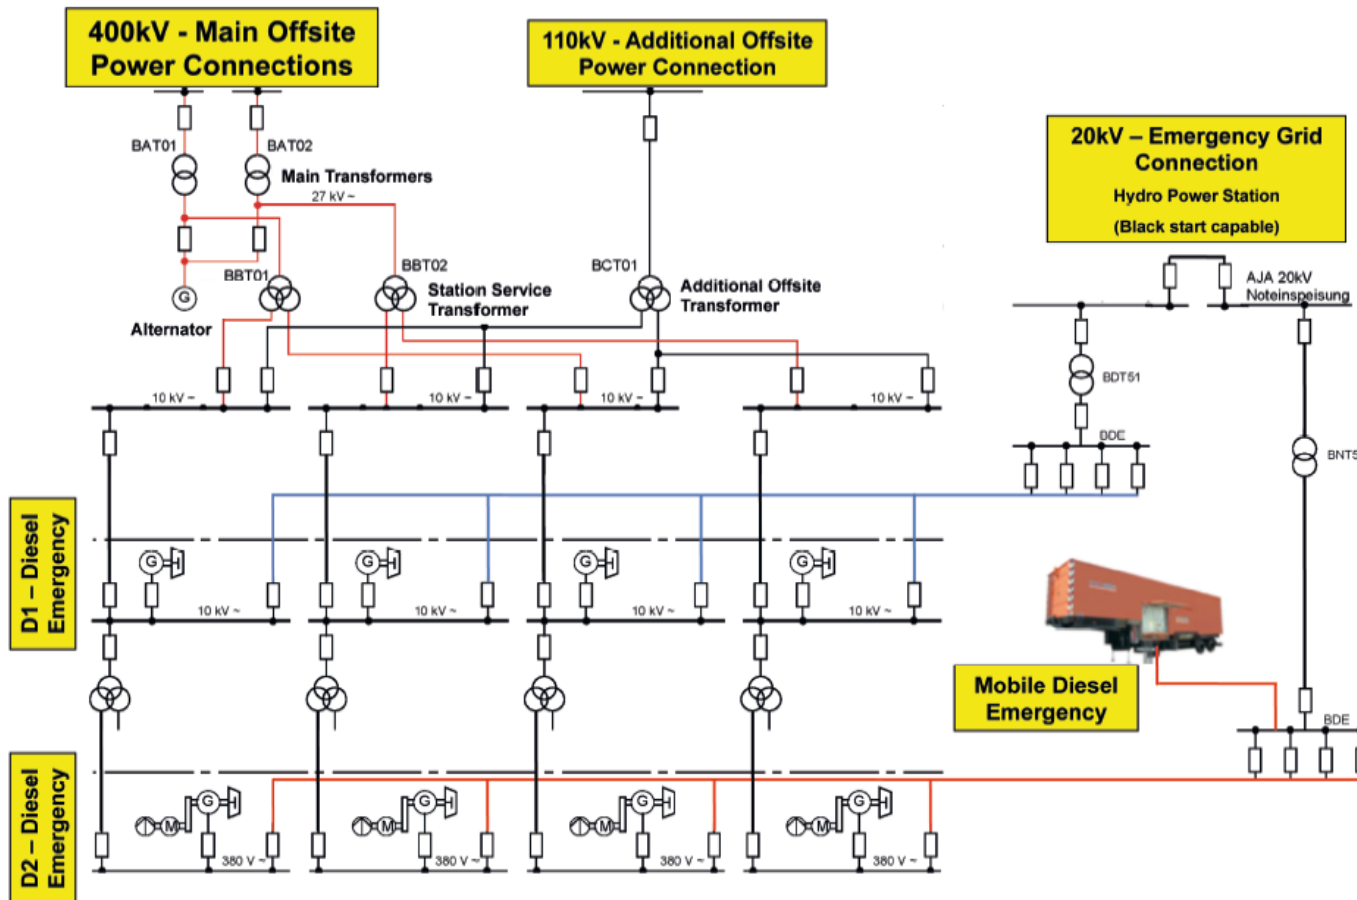 400kV - Main Offsite
Power Connections
110kV - Additional Offsite
Power Connection
20kV – Emergency Grid
Connection
Hydro Power Station
(Black start capable)
BAT01
BAT02
Main Transformers
27 kV ~
BBT01
BBT02
BCT01
Station Service
Transformer
Additional Offsite
Transformer
AJA 20kV
Noteinspeisung
G
Alternator
BDT51
10 kV ~
10 kV ~
10 kV ~
10 kV ~
BDE
BNT5
D1 – Diesel
Emergency
G
G
G
G
10 kV ~
10 kV ~
10 kV ~
10 kV ~
Mobile Diesel
Emergency
BDE
D2 – Diesel
Emergency
G
M
G
M
G
M
G
M
380 V ~
380 V ~
380 V ~
380 V ~